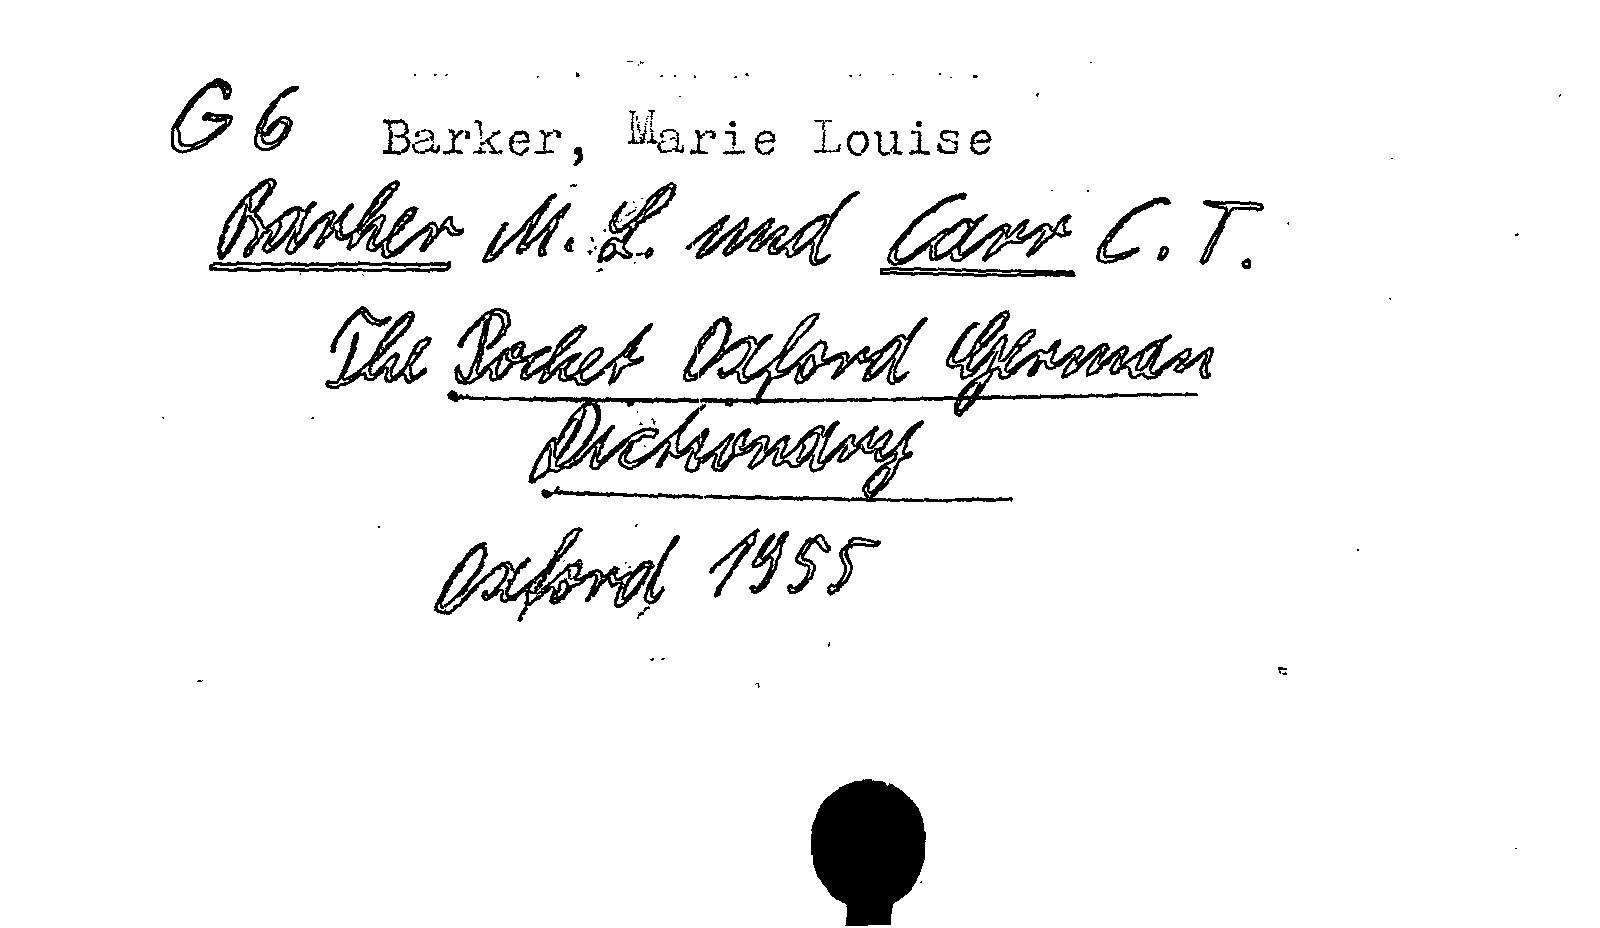 G 6 Barker, Marie Louise
Barker M. L. und Carr C. T.
The Pocket Oxford German
Dictionary
Oxford 1955